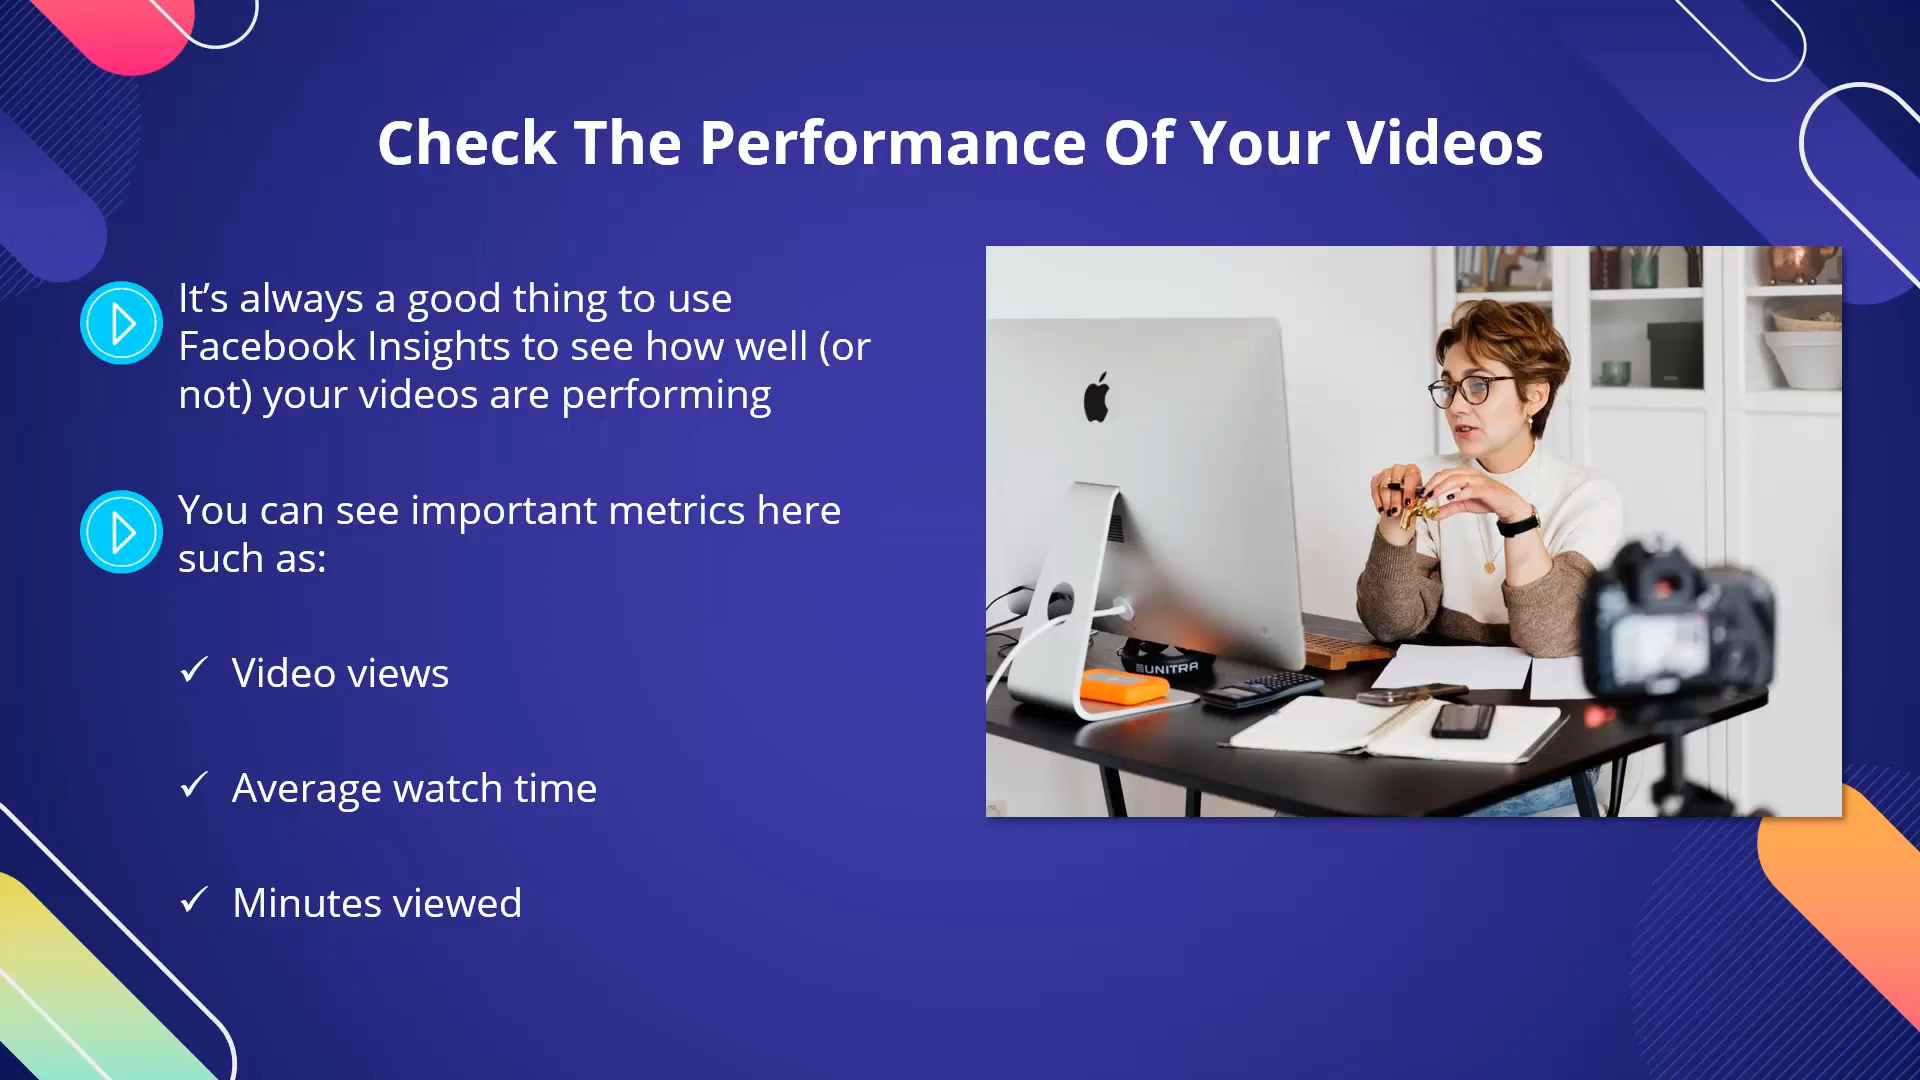 Check The Performance Of Your Videos
It’s always a good thing to use
Facebook Insights to see how well (or
not) your videos are performing
You can see important metrics here
such as:
Video views
Average watch time
Minutes viewed
UNITRA